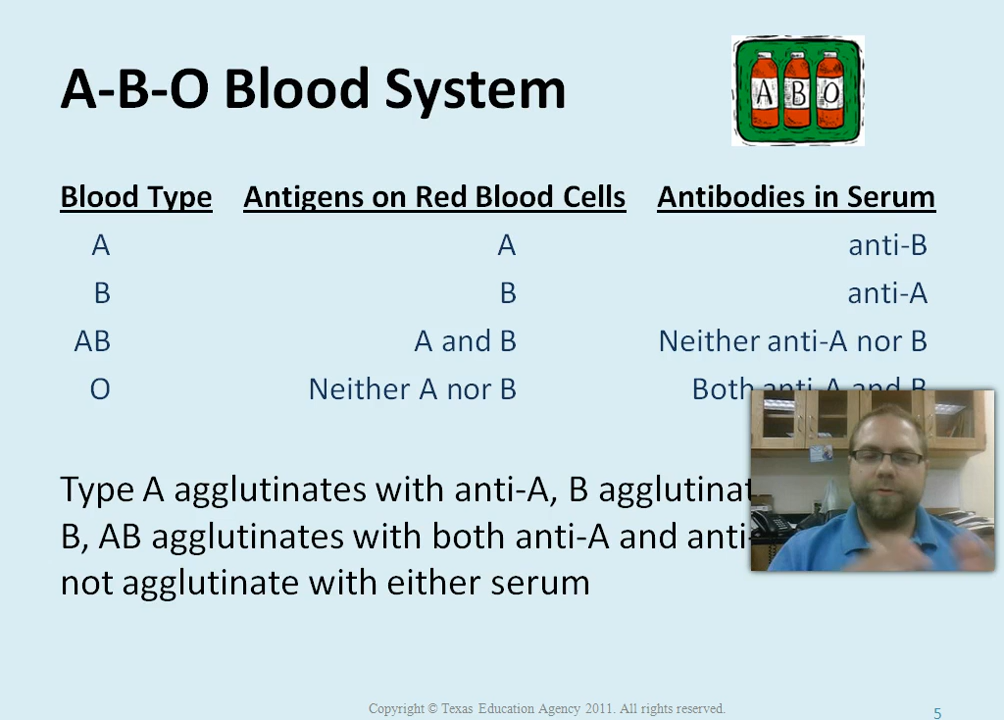 A-B-O Blood System
A B O
Blood Type Antigens on Red Blood Cells Antibodies in Serum
A A anti-B
B B anti-A
AB A and B Neither anti-A nor B
O Neither A nor B Both anti-A and B
Type A agglutinates with anti-A, B
B, AB agglutinates with both anti-A and
not agglutinate with either serum
Copyright © Texas Education Agency 2011. All rights reserved.
5